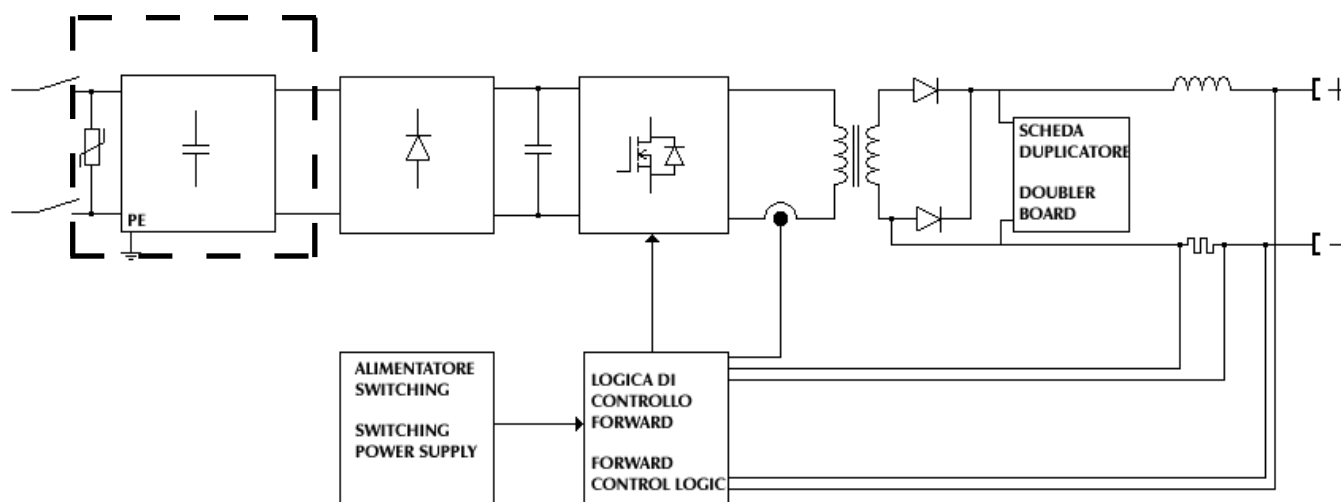 PE
SCHEDA
DUPLICATORE
DOUBLER
BOARD
ALIMENTATORE
SWITCHING
SWITCHING
POWER SUPPLY
LOGICA DI
CONTROLLO
FORWARD
FORWARD
CONTROL LOGIC
+
-